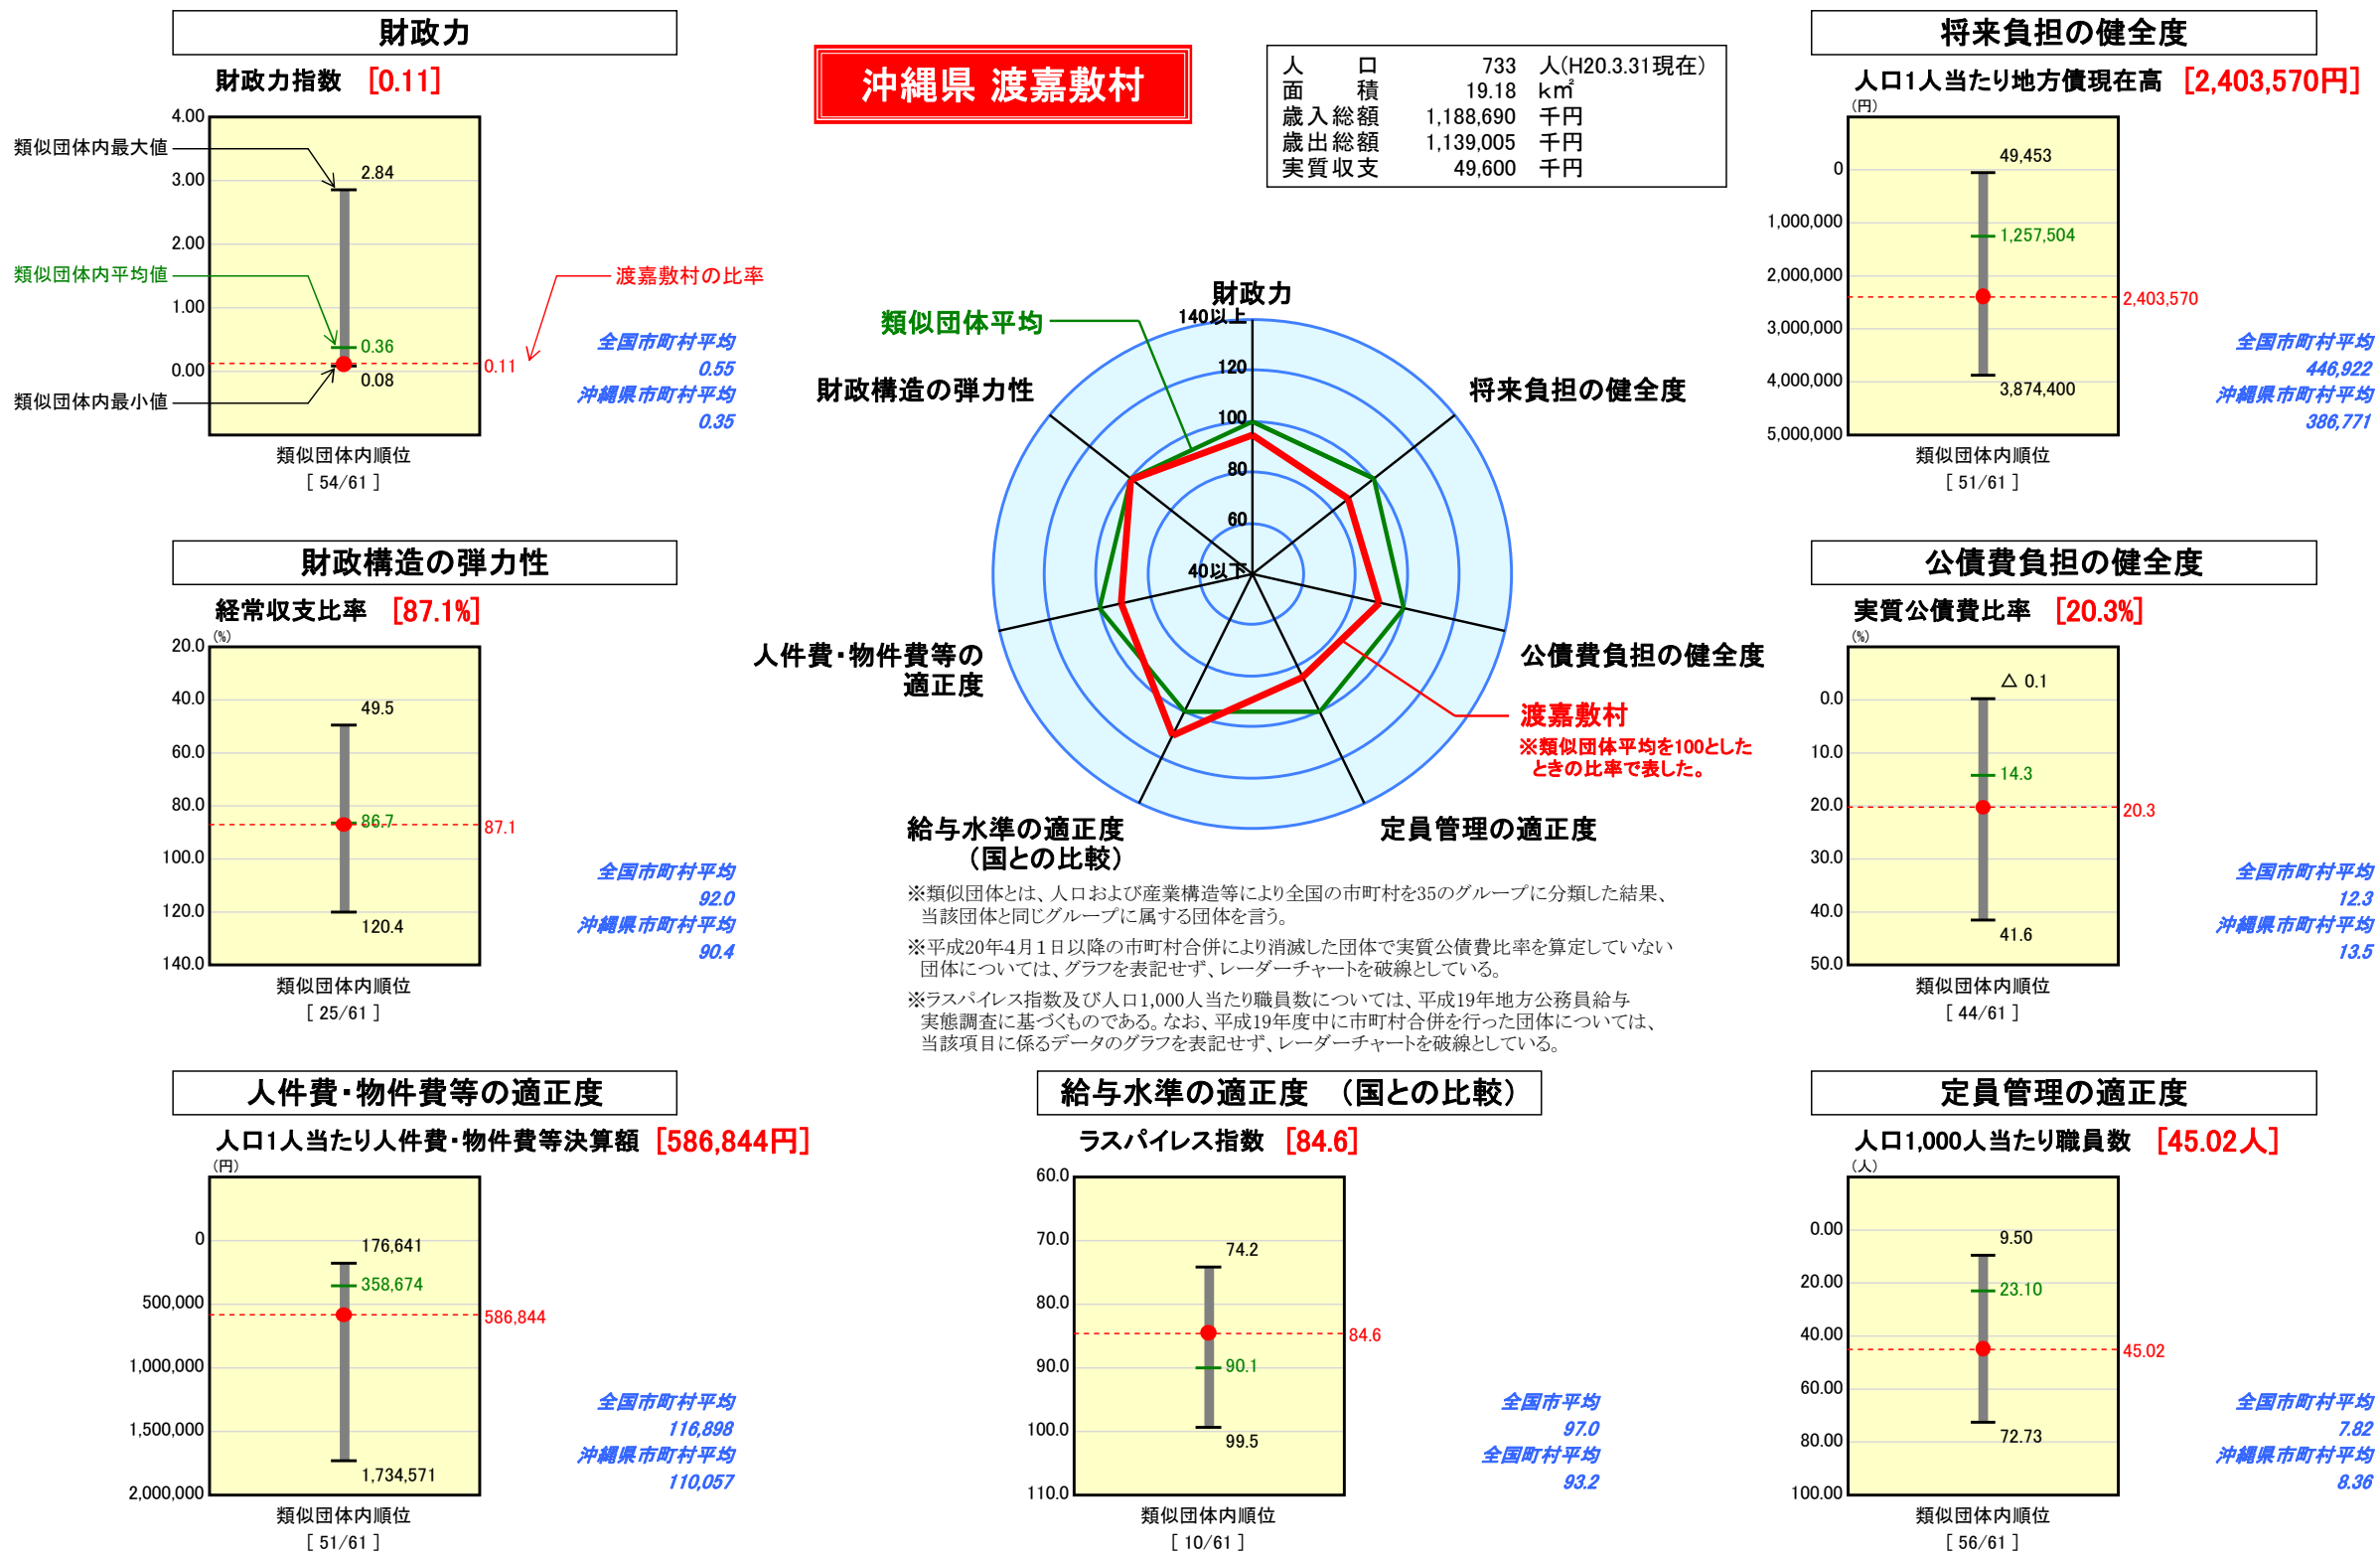 沖縄県 渡嘉敷村
人口 733 人(H20.3.31現在)
面積 19.18 k㎡
歳入総額 1,188,690 千円
歳出総額 1,139,005 千円
実質収支 49,600 千円
財政力
財政力指数 [0.11]
4.00
3.00
2.00
1.00
0.00
類似団体内最大値
類似団体内平均値
類似団体内最小値
2.84
0.36
0.08
0.11
渡嘉敷村の比率
全国市町村平均
0.55
沖縄県市町村平均
0.35
類似団体内順位
[ 54/61 ]
財政構造の弾力性
経常収支比率 [87.1%]
(%)
20.0
40.0
60.0
80.0
100.0
120.0
140.0
49.5
86.7
120.4
87.1
全国市町村平均
92.0
沖縄県市町村平均
90.4
類似団体内順位
[ 25/61 ]
人件費・物件費等の適正度
人口1人当たり人件費・物件費等決算額 [586,844円]
(円)
0
500,000
1,000,000
1,500,000
2,000,000
176,641
358,674
1,734,571
586,844
全国市町村平均
116,898
沖縄県市町村平均
110,057
類似団体内順位
[ 51/61 ]
財政力
140以上
120
100
80
60
40以下
類似団体平均
財政構造の弾力性
将来負担の健全度
人件費・物件費等の
適正度
公債費負担の健全度
給与水準の適正度
(国との比較)
定員管理の適正度
渡嘉敷村
※類似団体平均を100とした
ときの比率で表した。
※類似団体とは、人口および産業構造等により全国の市町村を35のグループに分類した結果、
当該団体と同じグループに属する団体を言う。
※平成20年4月1日以降の市町村合併により消滅した団体で実質公債費比率を算定していない
団体については、グラフを表記せず、レーダーチャートを破線としている。
※ラスパイレス指数及び人口1,000人当たり職員数については、平成19年地方公務員給与
実態調査に基づくものである。なお、平成19年度中に市町村合併を行った団体については、
当該項目に係るデータのグラフを表記せず、レーダーチャートを破線としている。
給与水準の適正度 (国との比較)
ラスパイレス指数 [84.6]
60.0
70.0
80.0
90.0
100.0
110.0
74.2
90.1
99.5
84.6
全国市平均
97.0
全国町村平均
93.2
類似団体内順位
[ 10/61 ]
将来負担の健全度
人口1人当たり地方債現在高 [2,403,570円]
(円)
0
1,000,000
2,000,000
3,000,000
4,000,000
5,000,000
49,453
1,257,504
3,874,400
2,403,570
全国市町村平均
446,922
沖縄県市町村平均
386,771
類似団体内順位
[ 51/61 ]
公債費負担の健全度
実質公債費比率 [20.3%]
(%)
0.0
10.0
20.0
30.0
40.0
50.0
△ 0.1
14.3
41.6
20.3
全国市町村平均
12.3
沖縄県市町村平均
13.5
類似団体内順位
[ 44/61 ]
定員管理の適正度
人口1,000人当たり職員数 [45.02人]
(人)
0.00
20.00
40.00
60.00
80.00
100.00
9.50
23.10
72.73
45.02
全国市町村平均
7.82
沖縄県市町村平均
8.36
類似団体内順位
[ 56/61 ]